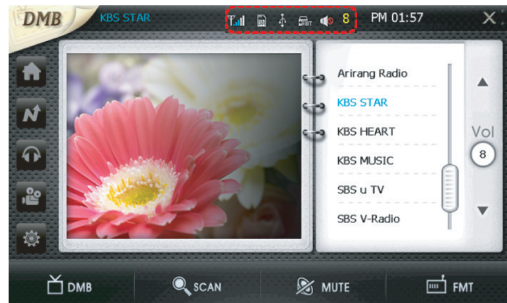 DMB KBS STAR 8 PM 01:57 X
Arirang Radio
KBS STAR
KBS HEART
KBS MUSIC
SBS u TV
SBS V-Radio
Vol
8
DMB SCAN MUTE FMT